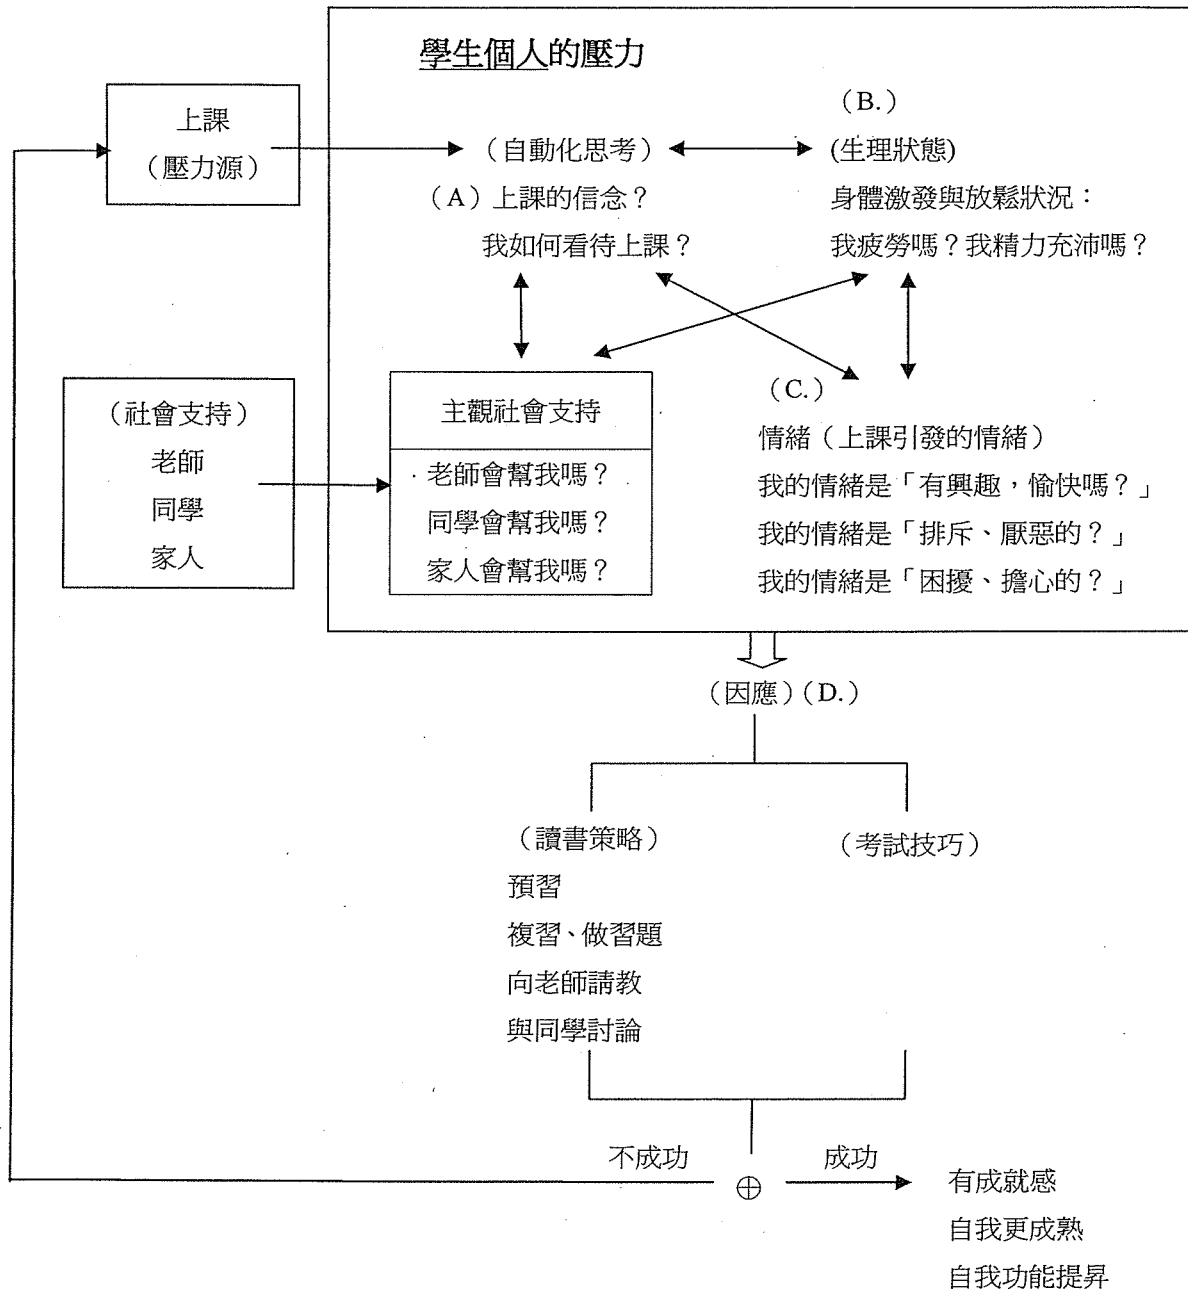 學生個人的壓力
上課
(壓力源)
(自動化思考)
(A)上課的信念？
我如何看待上課？
(B.)
(生理狀態)
身體激發與放鬆狀況：
我疲勞嗎？我精力充沛嗎？
(社會支持)
老師
同學
家人
主觀社會支持
老師會幫我嗎？
同學會幫我嗎？
家人會幫我嗎？
(C.)
情緒(上課引發的情緒)
我的情緒是「有興趣，愉快嗎？」
我的情緒是「排斥、厭惡的？」
我的情緒是「困擾、擔心的？」
(因應)(D.)
(讀書策略)
預習
複習、做習題
向老師請教
與同學討論
(考試技巧)
不成功
成功
有成就感
自我更成熟
自我功能提昇